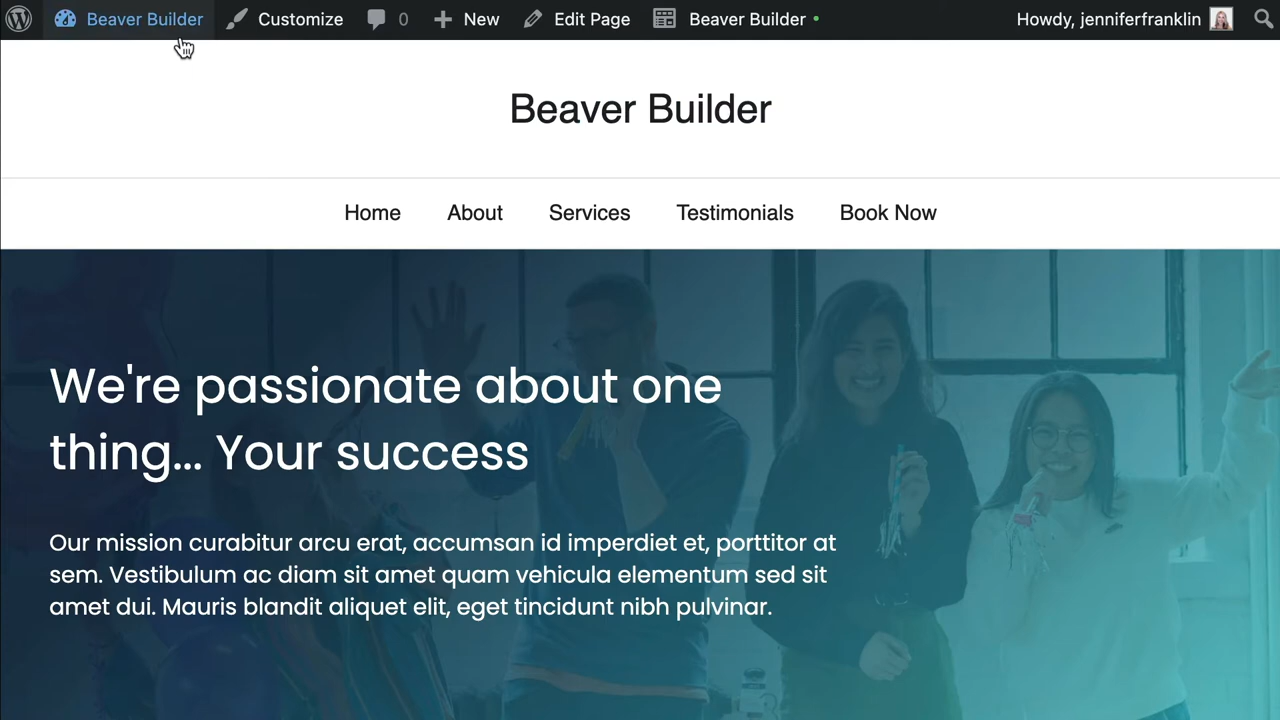 Beaver Builder Customize 0 New Edit Page Beaver Builder Howdy, jenniferfranklin
Beaver Builder
Home About Services Testimonials Book Now
We're passionate about one
thing... Your success
Our mission curabitur arcu erat, accumsan id imperdiet et, porttitor at
sem. Vestibulum ac diam sit amet quam vehicula elementum sed sit
amet dui. Mauris blandit aliquet elit, eget tincidunt nibh pulvinar.